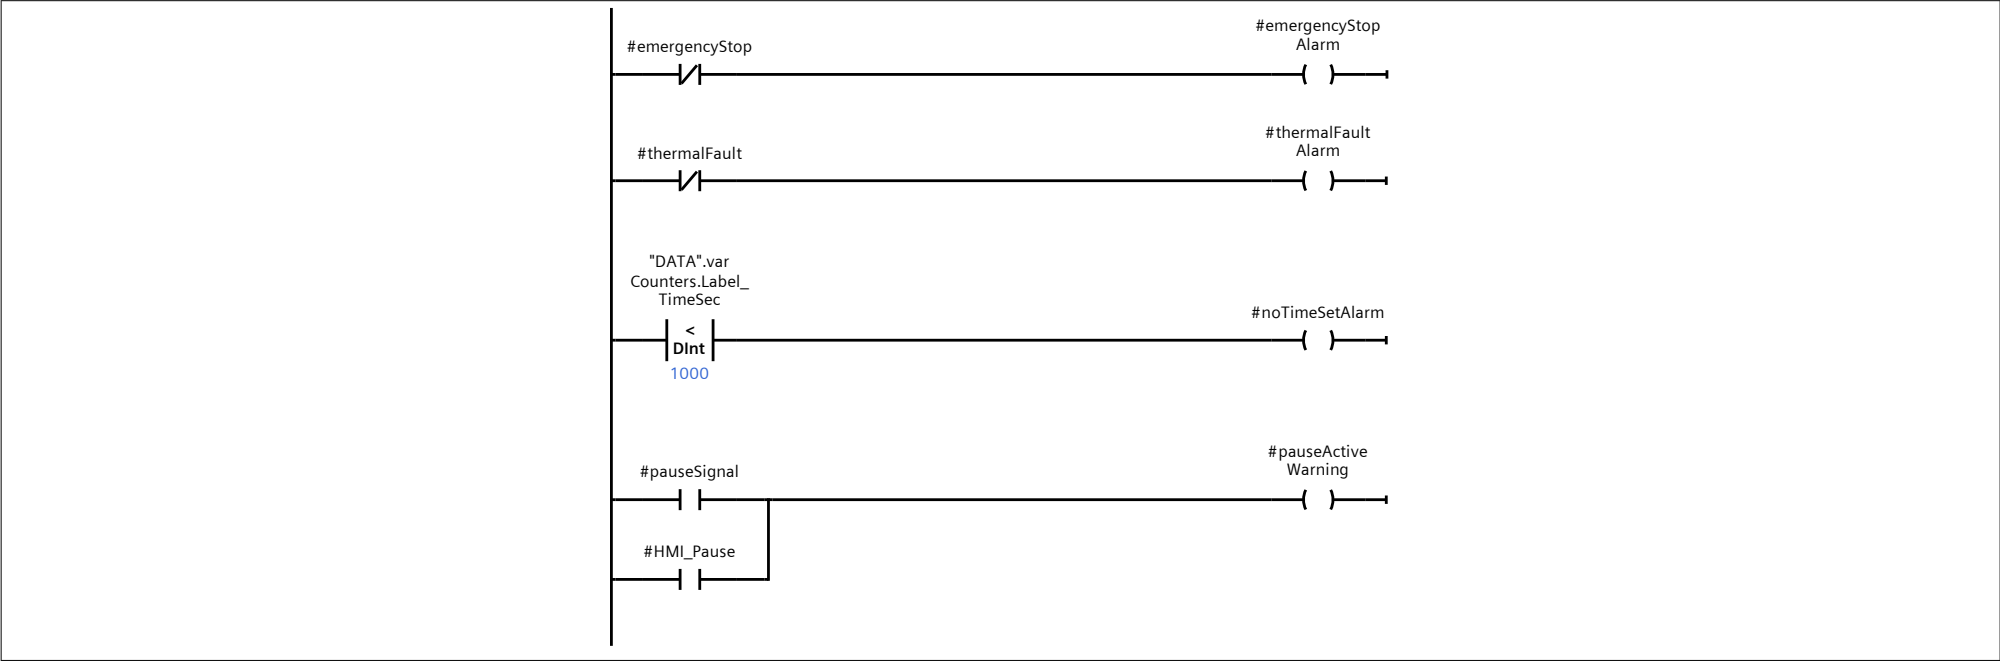 #emergencyStop
Alarm
#emergencyStop
#thermalFault
Alarm
#thermalFault
"DATA".var
Counters.Label_
TimeSec
#noTimeSetAlarm
<
DInt
1000
#pauseActive
Warning
#pauseSignal
#HMI_Pause